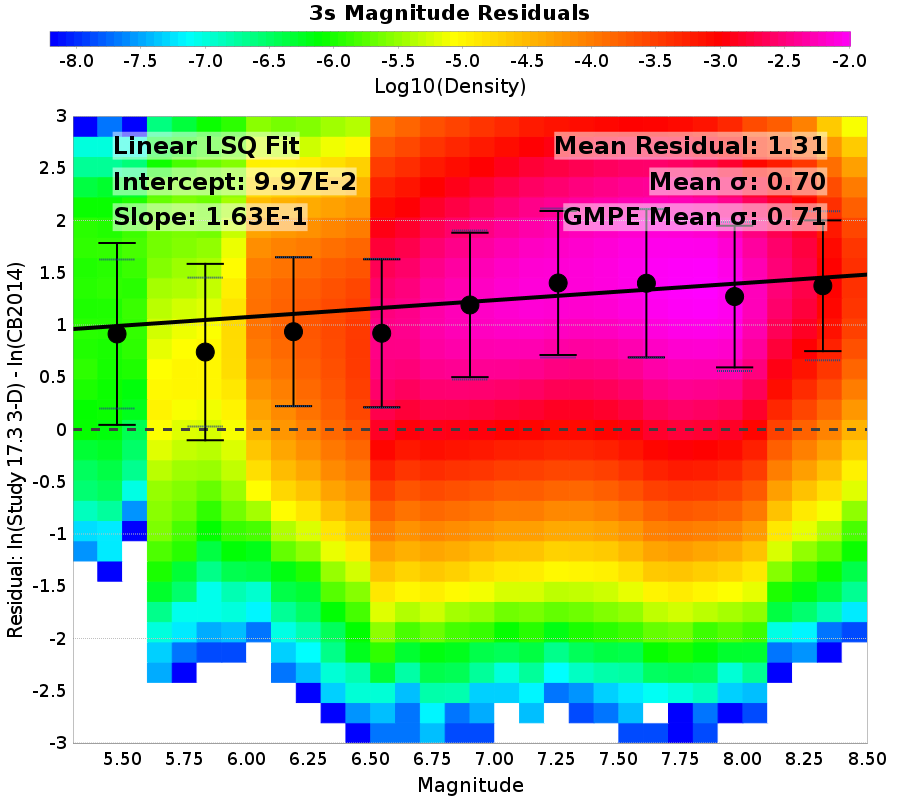 3s Magnitude Residuals
-8.0 -7.5 -7.0 -6.5 -6.0 -5.5 -5.0 -4.5 -4.0 -3.5 -3.0 -2.5 -2.0
Log10(Density)
Linear LSQ Fit
Intercept: 9.97E-2
Slope: 1.63E-1
Mean Residual: 1.31
Mean σ: 0.70
GMPE Mean σ: 0.71
Residual: ln(Study 17.3 3-D) - ln(CB2014)
3
2.5
2
1.5
1
0.5
0
-0.5
-1
-1.5
-2
-2.5
-3
5.50 5.75 6.00 6.25 6.50 6.75 7.00 7.25 7.50 7.75 8.00 8.25 8.50
Magnitude